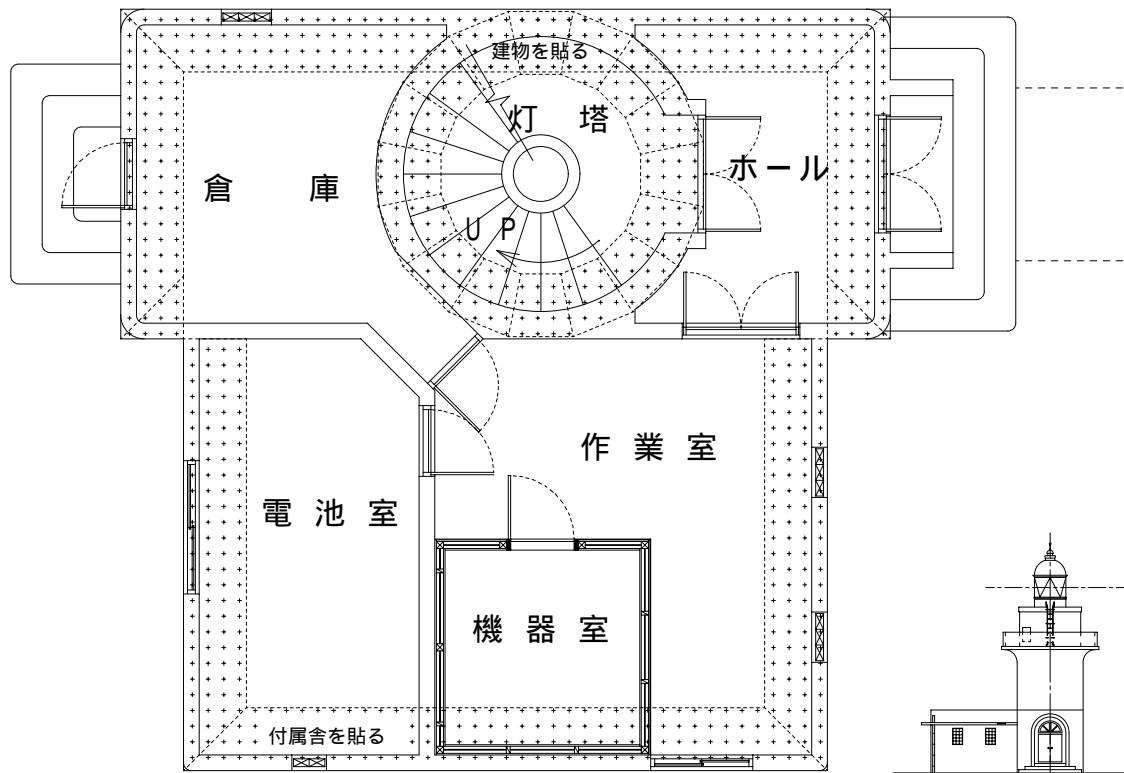 建物を貼る
灯 塔
ホール
倉 庫
UP
作 業 室
電 池 室
機 器 室
付属舎を貼る